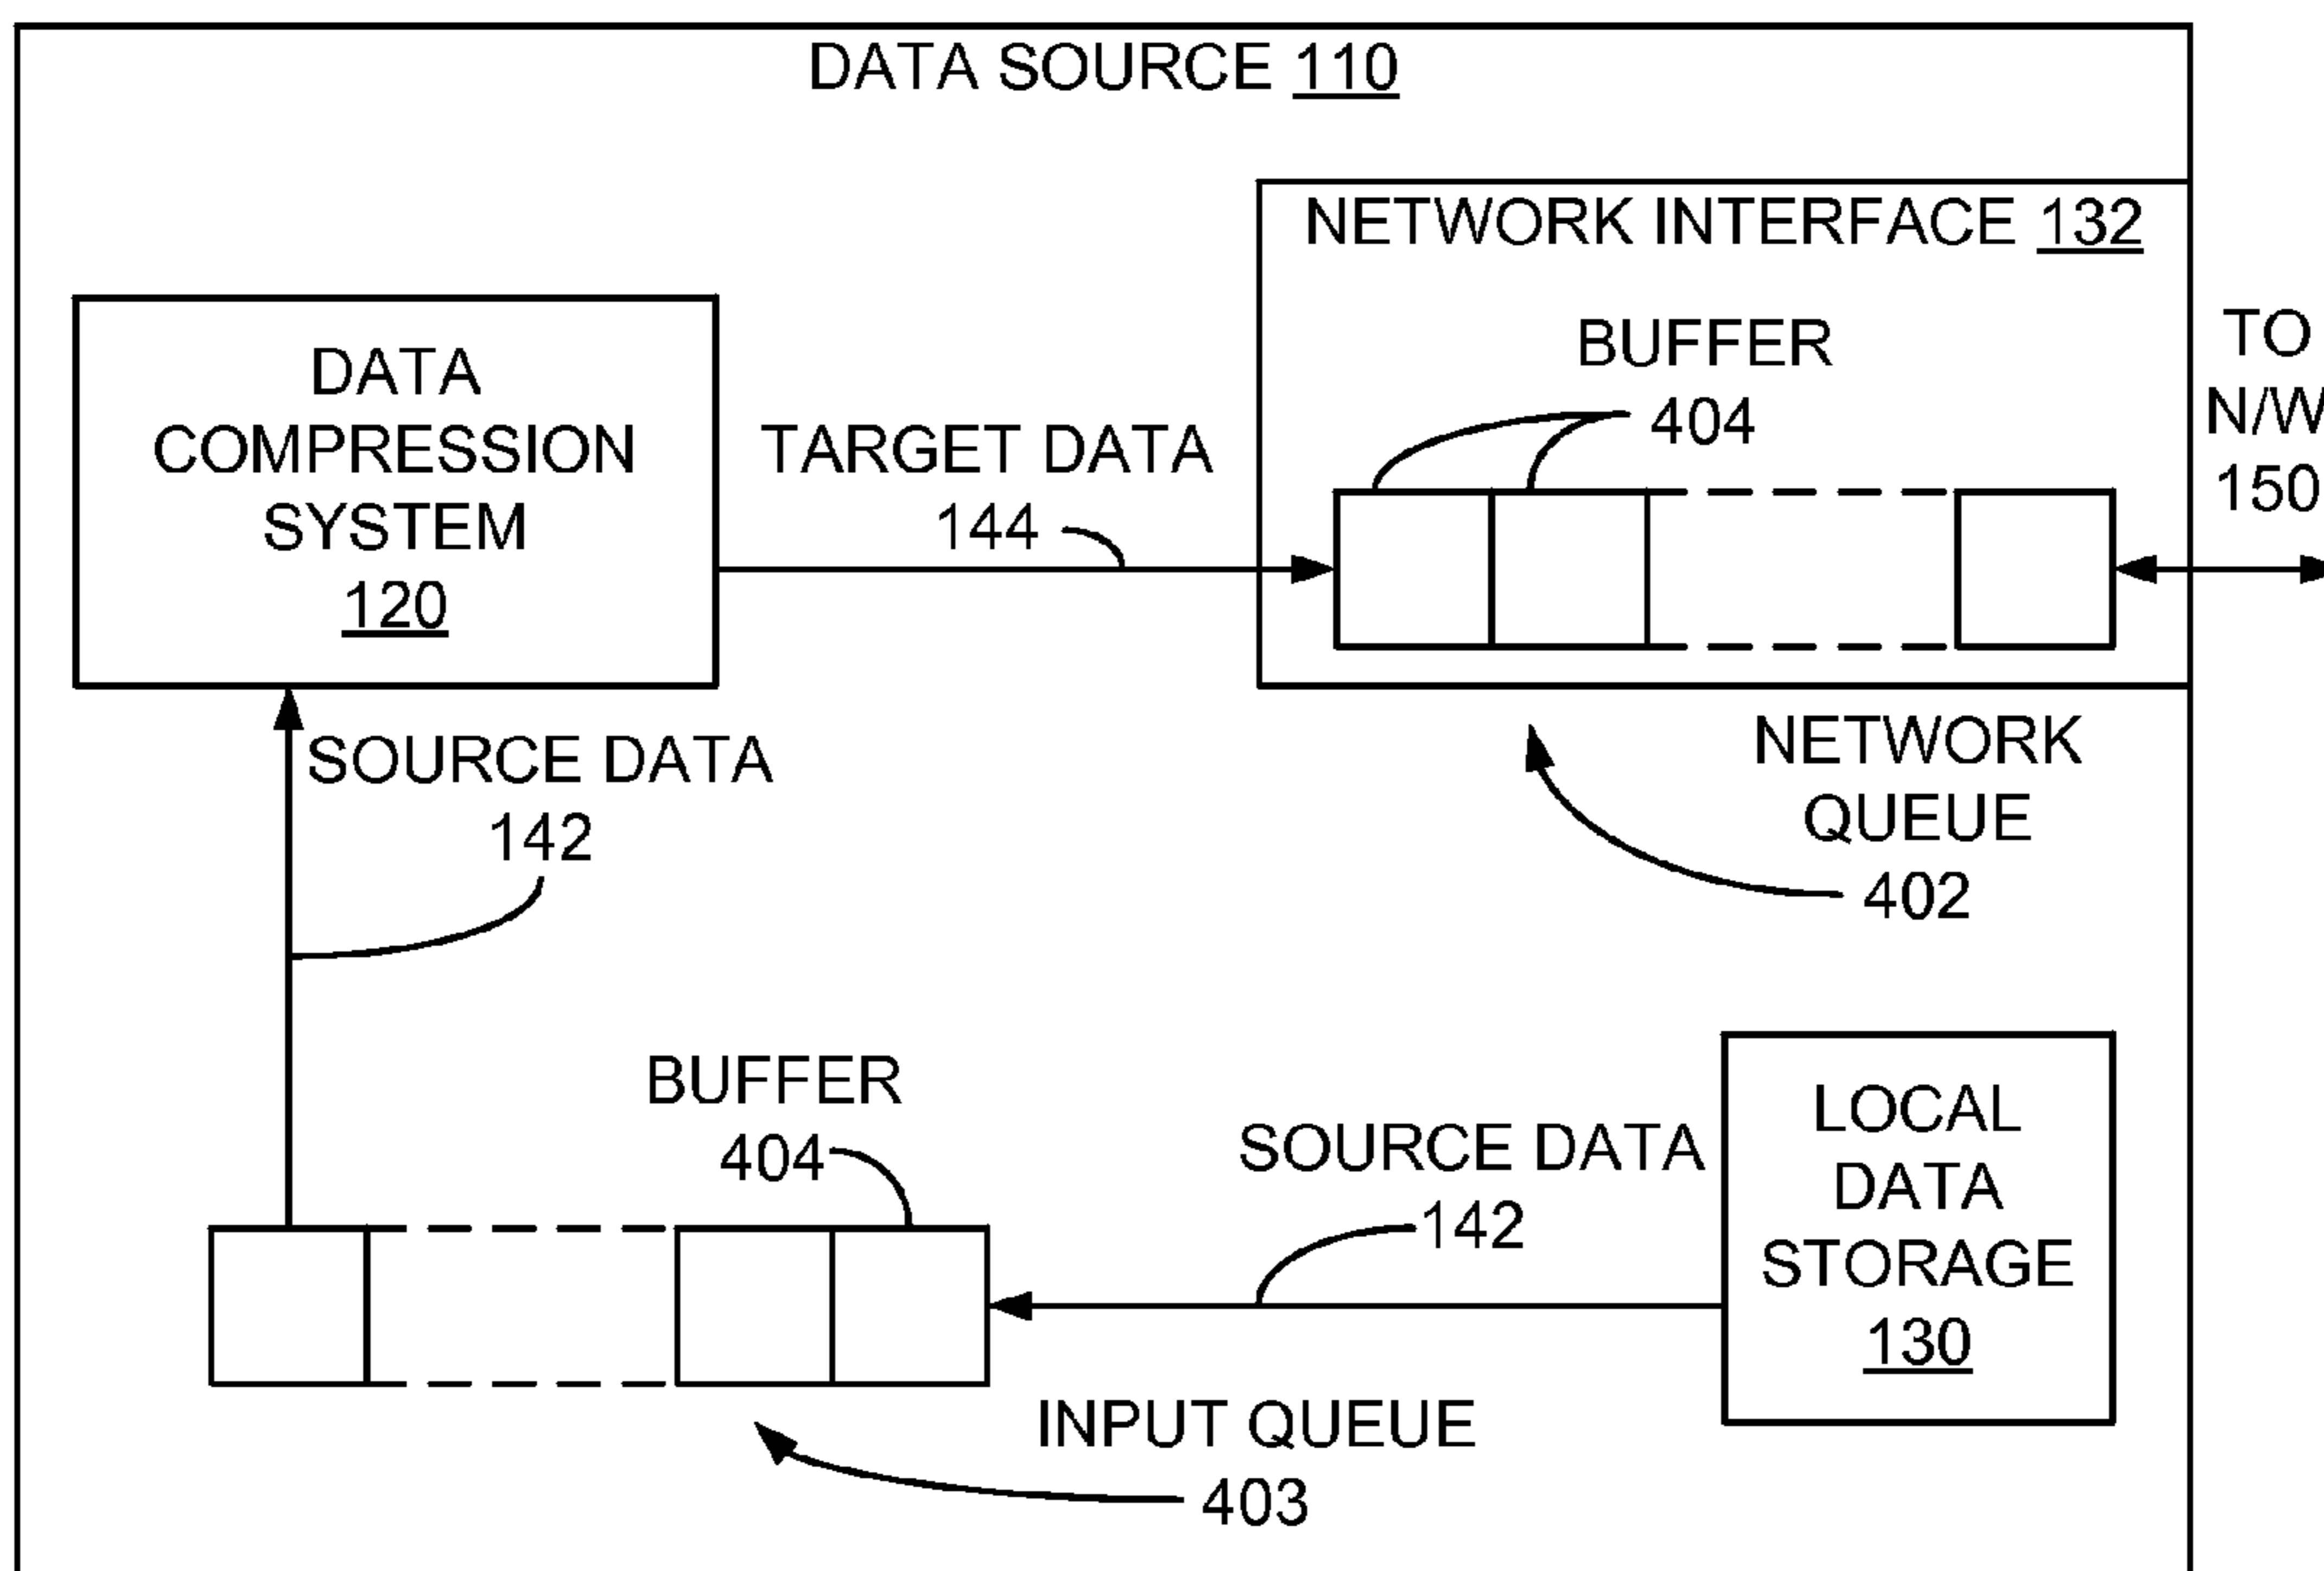 DATA SOURCE 110
NETWORK INTERFACE 132
BUFFER
404
TO
N/W
150
DATA
COMPRESSION
SYSTEM
120
TARGET DATA
144
SOURCE DATA
142
NETWORK
QUEUE
402
BUFFER
404
SOURCE DATA
142
LOCAL
DATA
STORAGE
130
INPUT QUEUE
403